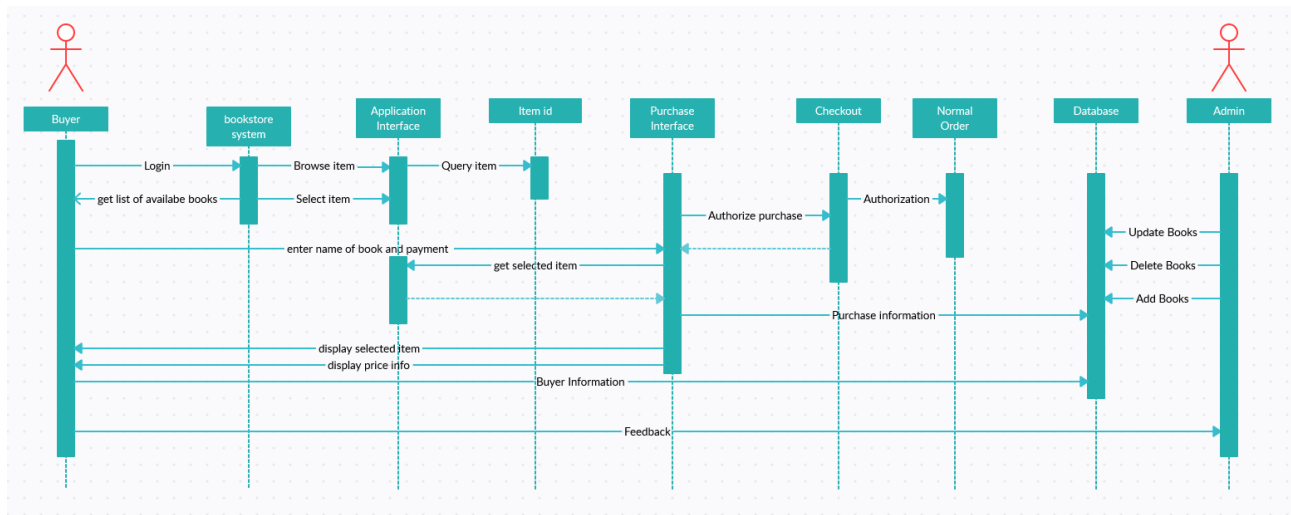 Buyer
bookstore
system
Application
Interface
Item id
Purchase
Interface
Checkout
Normal
Order
Database
Admin
Login
Browse item
Query item
get list of availabe books
Select item
Authorization
Authorize purchase
Update Books
enter name of book and payment
get selected item
Delete Books
Add Books
Purchase information
display selected item
display price info
Buyer Information
Feedback